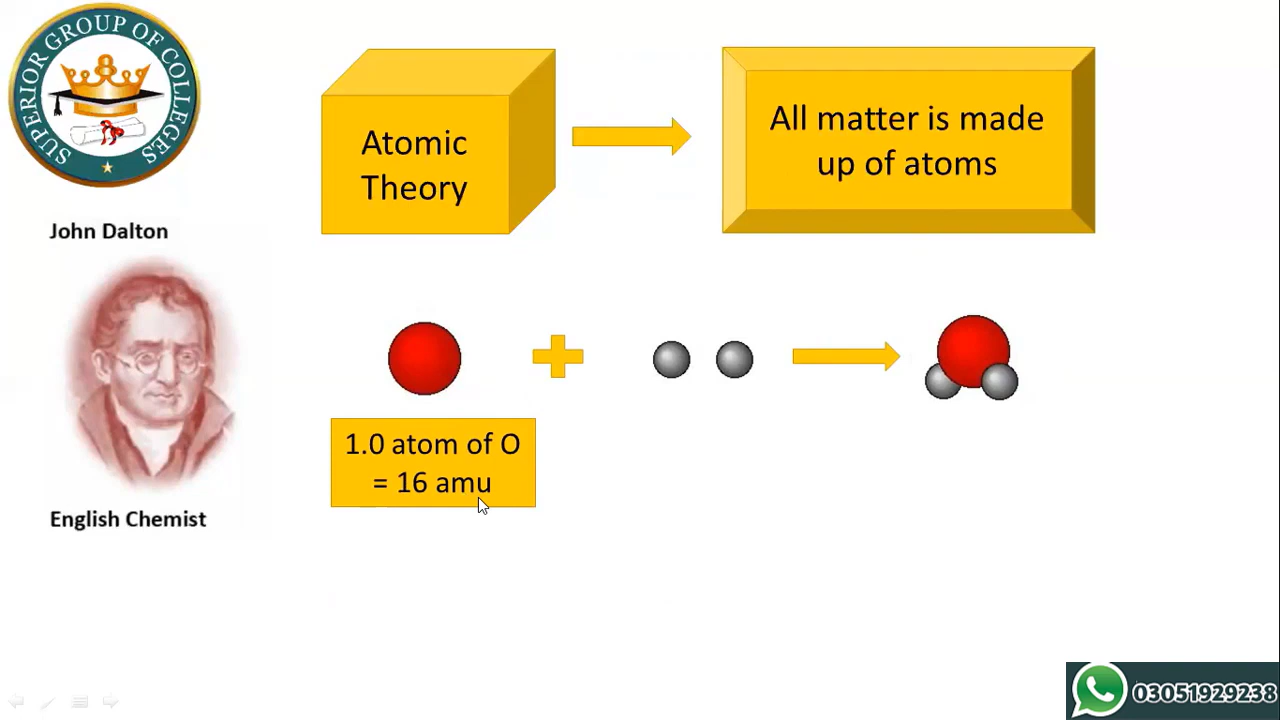 SUPERIOR GROUP OF COLLEGES
Atomic
Theory
All matter is made
up of atoms
John Dalton
1.0 atom of O
= 16 amu
English Chemist
03051929238